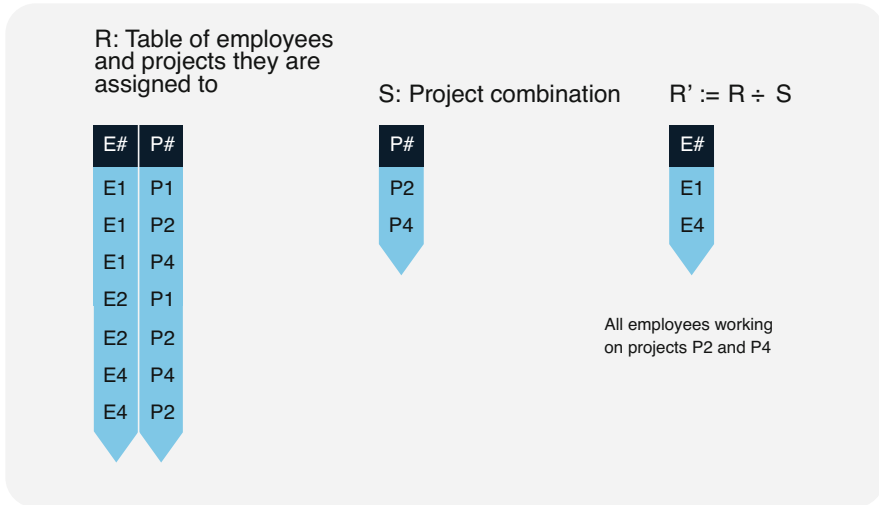 R: Table of employees
and projects they are
assigned to
S: Project combination
R’ := R ÷ S
E# P#
E1 P1
E1 P2
E1 P4
E2 P1
E2 P2
E4 P4
E4 P2
P#
P2
P4
E#
E1
E4
All employees working
on projects P2 and P4